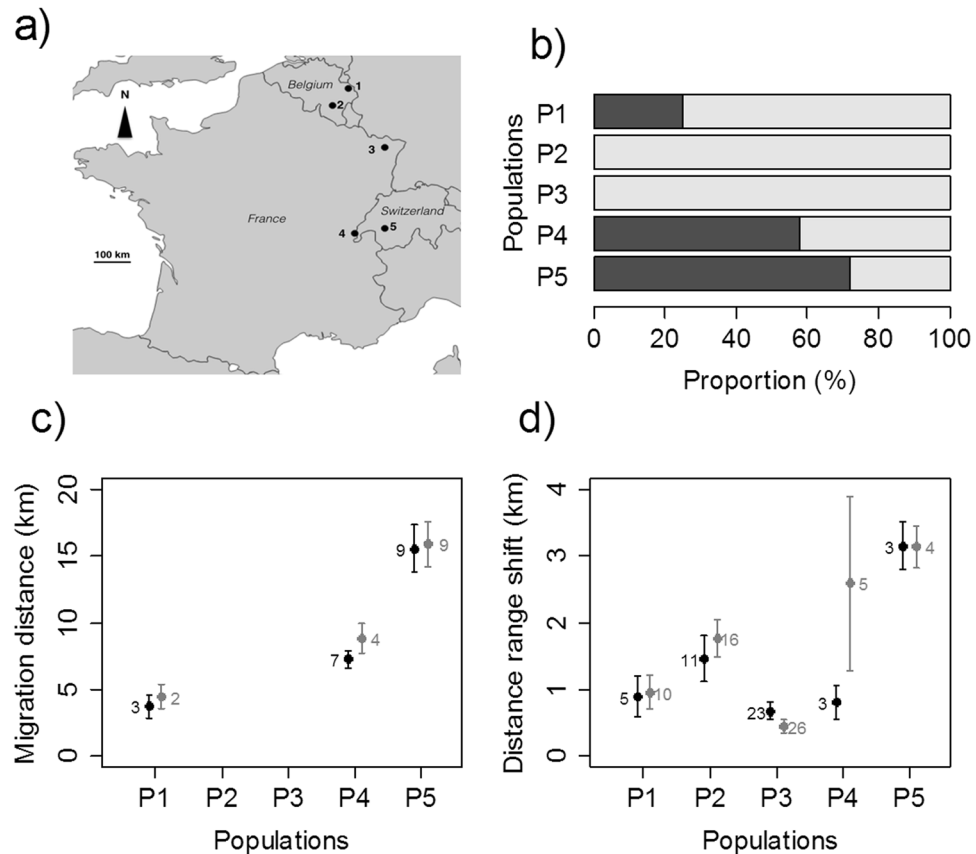 a)
N
Belgium
1
2
3
France
Switzerland
4
5
100 km
b)
Populations
P1
P2
P3
P4
P5
0 20 40 60 80 100
Proportion (%)
c)
Migration distance (km)
20
15
10
5
0
3 2
7 4
9 9
P1 P2 P3 P4 P5
Populations
d)
Distance range shift (km)
4
3
2
1
0
5 10
11 16
23 26
3 5
3 4
P1 P2 P3 P4 P5
Populations